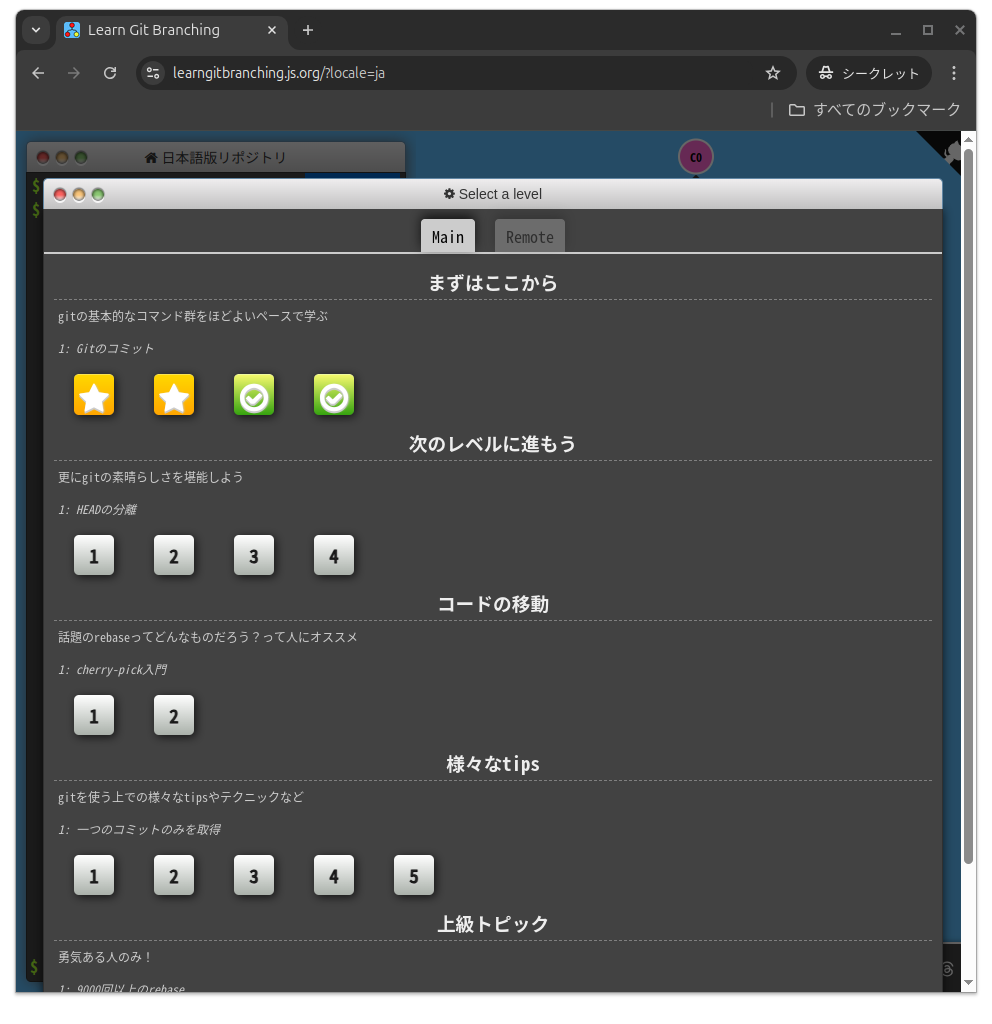 Learn Git Branching
learngitbranching.js.org/?locale=ja
シークレット
すべてのブックマーク
日本語版リポジトリ
C0
$
$
Select a level
Main
Remote
まずはここから
gitの基本的なコマンド群をほどよいペースで学ぶ
1: Gitのコミット
次のレベルに進もう
更にgitの素晴らしさを堪能しよう
1: HEADの分離
1 2 3 4
コードの移動
話題のrebaseってどんなものだろう？って人にオススメ
1: cherry-pick入門
1 2
様々なtips
gitを使う上での様々なtipsやテクニックなど
1: 一つのコミットのみを取得
1 2 3 4 5
上級トピック
勇気ある人のみ！
$
1: 9000回以上のrebase